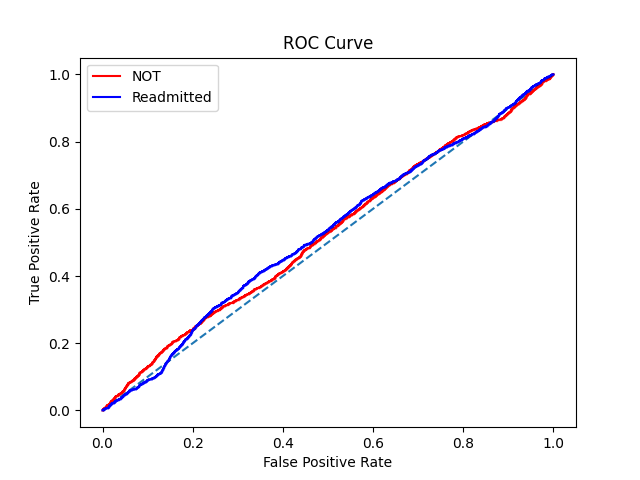 ROC Curve
NOT
Readmitted
True Positive Rate
1.0
0.8
0.6
0.4
0.2
0.0
0.0 0.2 0.4 0.6 0.8 1.0
False Positive Rate